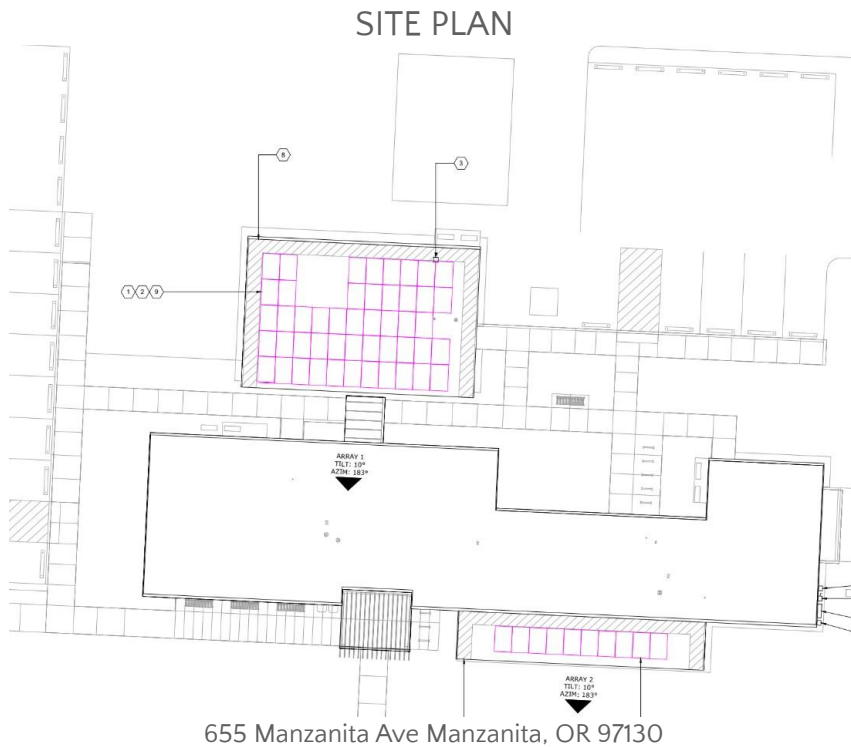 SITE PLAN
8
3
1 2 9
ARRAY 1
TILT: 10°
AZIM: 183°
ARRAY 2
TILT: 10°
AZIM: 183°
655 Manzanita Ave Manzanita, OR 97130